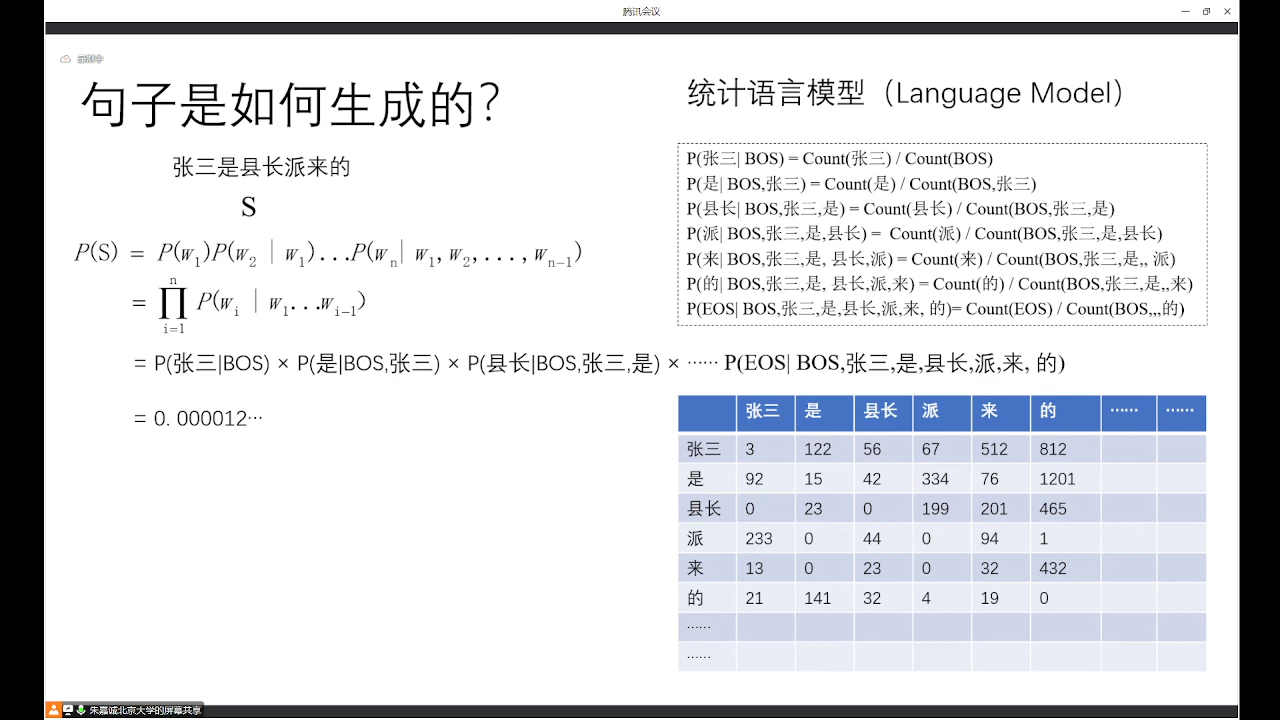 腾讯会议
录制中
句子是如何生成的？
张三是县长派来的
S
P(S) = P(w₁)P(w₂ | w₁)...P(wₙ | w₁,w₂,...,wₙ₋₁)
= ∏ⁿᵢ₌₁ P(wᵢ | w₁...wᵢ₋₁)
= P(张三|BOS) × P(是|BOS,张三) × P(县长|BOS,张三,是) × ······ P(EOS| BOS,张三,是,县长,派,来, 的)
= 0. 000012···
统计语言模型（Language Model）
P(张三| BOS) = Count(张三) / Count(BOS)
P(是| BOS,张三) = Count(是) / Count(BOS,张三)
P(县长| BOS,张三,是) = Count(县长) / Count(BOS,张三,是)
P(派| BOS,张三,是,县长) = Count(派) / Count(BOS,张三,是,县长)
P(来| BOS,张三,是, 县长,派) = Count(来) / Count(BOS,张三,是,, 派)
P(的| BOS,张三,是, 县长,派,来) = Count(的) / Count(BOS,张三,是,,来)
P(EOS| BOS,张三,是,县长,派,来, 的)= Count(EOS) / Count(BOS,,,的)
张三 是 县长 派 来 的 ······ ······
张三 3 122 56 67 512 812
是 92 15 42 334 76 1201
县长 0 23 0 199 201 465
派 233 0 44 0 94 1
来 13 0 23 0 32 432
的 21 141 32 4 19 0
······
······
朱嘉诚北京大学的屏幕共享